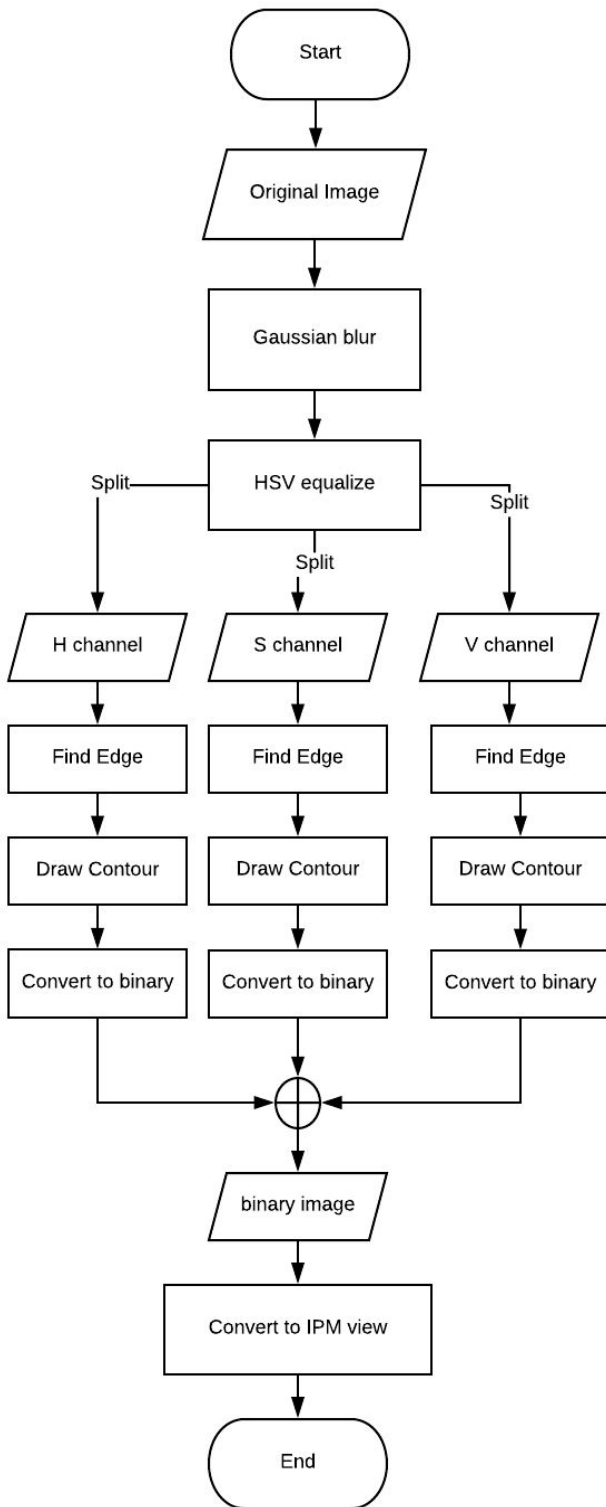 Start
Original Image
Gaussian blur
HSV equalize
Split
Split
Split
H channel
S channel
V channel
Find Edge
Find Edge
Find Edge
Draw Contour
Draw Contour
Draw Contour
Convert to binary
Convert to binary
Convert to binary
binary image
Convert to IPM view
End